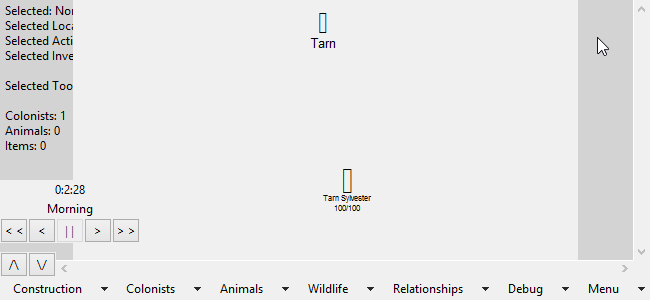 Selected: Nor
Selected Loca
Selected Acti
Selected Inve
Selected Too
Colonists: 1
Animals: 0
Items: 0
Tarn
Tarn Sylvester
100/100
0:2:28
Morning
< < < | | > > >
/\ \/
Construction Colonists Animals Wildlife Relationships Debug Menu